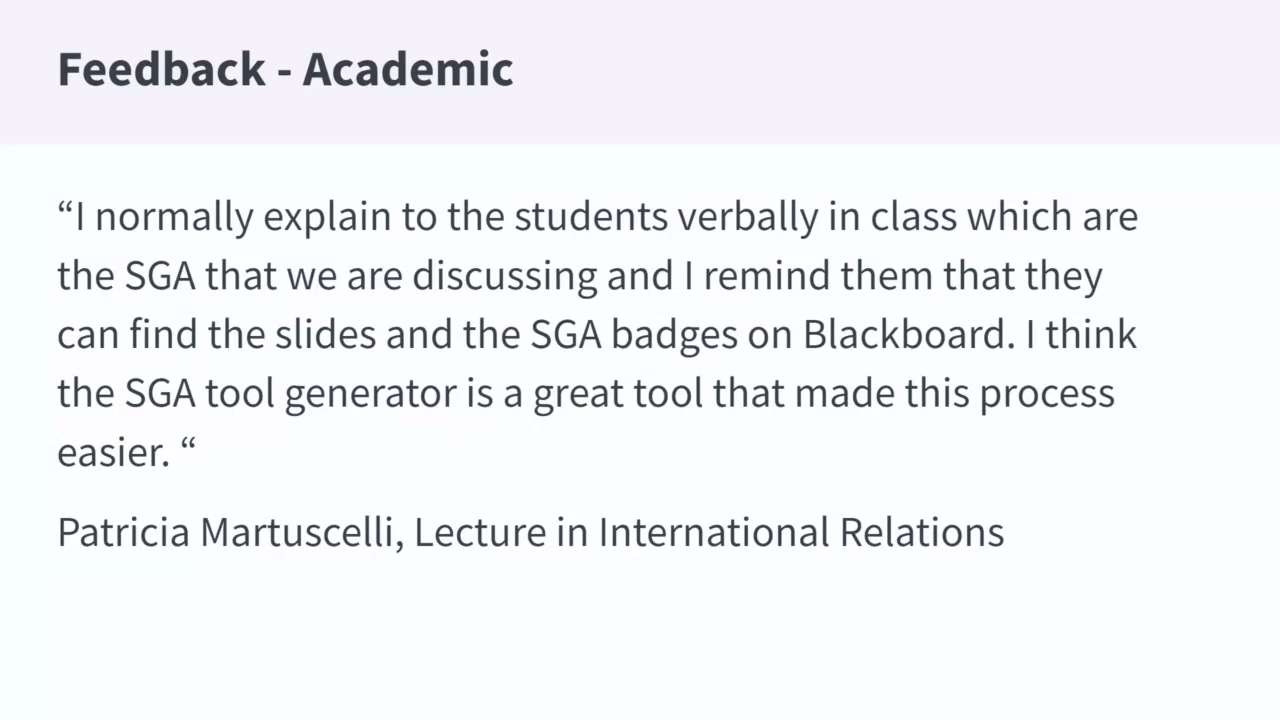 Feedback - Academic
“I normally explain to the students verbally in class which are
the SGA that we are discussing and I remind them that they
can find the slides and the SGA badges on Blackboard. I think
the SGA tool generator is a great tool that made this process
easier. “
Patricia Martuscelli, Lecture in International Relations